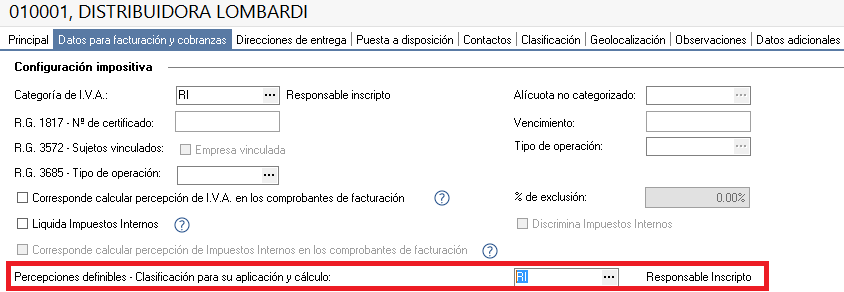 010001, DISTRIBUIDORA LOMBARDI
Principal Datos para facturación y cobranzas Direcciones de entrega Puesta a disposición Contactos Clasificación Geolocalización Observaciones Datos adicionales
Configuración impositiva
Categoría de I.V.A.: RI ... Responsable inscripto Alícuota no categorizado: ...
R.G. 1817 - Nº de certificado: Vencimiento:
R.G. 3572 - Sujetos vinculados: Empresa vinculada Tipo de operación: ...
R.G. 3685 - Tipo de operación: ...
Corresponde calcular percepción de I.V.A. en los comprobantes de facturación ? % de exclusión: 0.00%
Liquida Impuestos Internos ? Discrimina Impuestos Internos
Corresponde calcular percepción de Impuestos Internos en los comprobantes de facturación ?
Percepciones definibles - Clasificación para su aplicación y cálculo: RI ... Responsable Inscripto